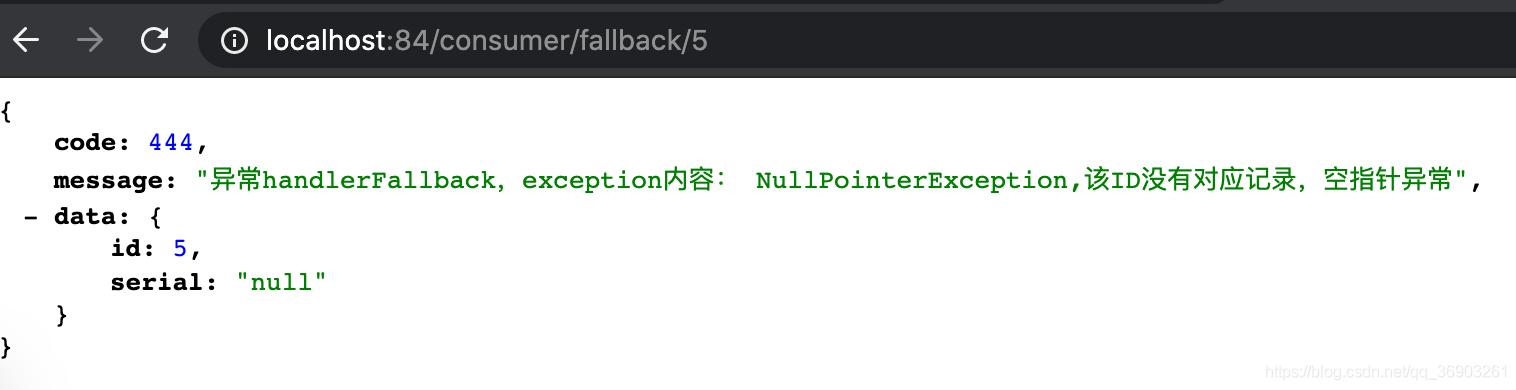 localhost:84/consumer/fallback/5
{
code: 444,
message: "异常handlerFallback，exception内容： NullPointerException,该ID没有对应记录，空指针异常",
- data: {
id: 5,
serial: "null"
}
}
https://blog.csdn.net/qq_36903261